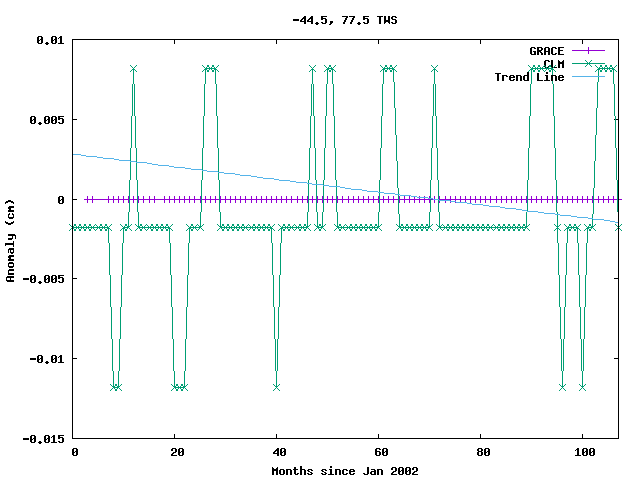 -44.5, 77.5 TWS
0.01
GRACE
CLM
Trend Line
0.005
0
-0.005
-0.01
-0.015
Anomaly (cm)
0 20 40 60 80 100
Months since Jan 2002